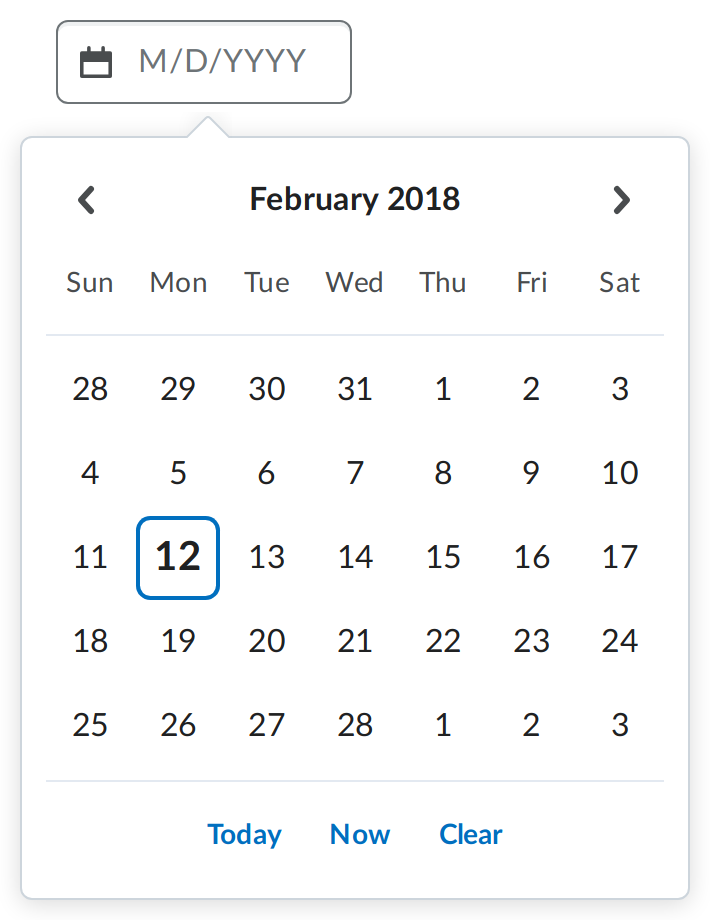 M/D/YYYY
February 2018
Sun Mon Tue Wed Thu Fri Sat
28 29 30 31 1 2 3
4 5 6 7 8 9 10
11 12 13 14 15 16 17
18 19 20 21 22 23 24
25 26 27 28 1 2 3
Today Now Clear